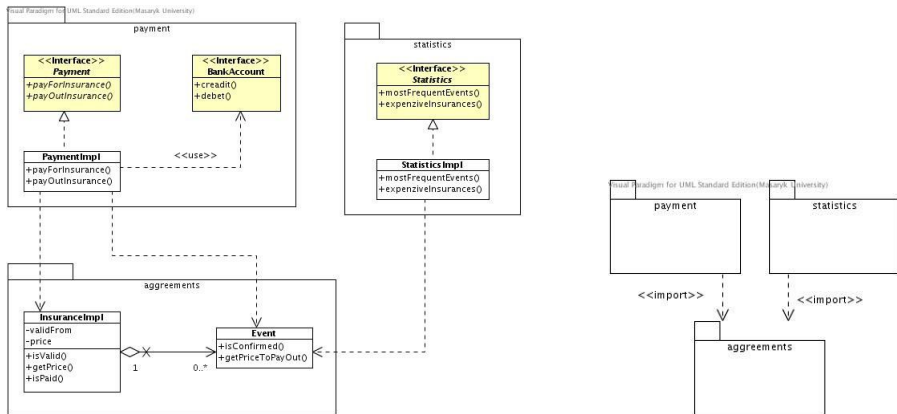 Visual Paradigm for UML Standard Edition(Masaryk University)
payment
<<Interface>>
Payment
+payForInsurance()
+payOutInsurance()
<<Interface>>
BankAccount
+creadit()
+debet()
<<use>>
PaymentImpl
+payForInsurance()
+payOutInsurance()
statistics
<<Interface>>
Statistics
+mostFrequentEvents()
+expenziveInsurances()
StatisticsImpl
+mostFrequentEvents()
+expenziveInsurances()
aggreements
InsuranceImpl
-validFrom
-price
+isValid()
+getPrice()
+isPaid()
1
0..*
Event
+isConfirmed()
+getPriceToPayOut()
Visual Paradigm for UML Standard Edition(Masaryk University)
payment
statistics
<<import>>
<<import>>
aggreements